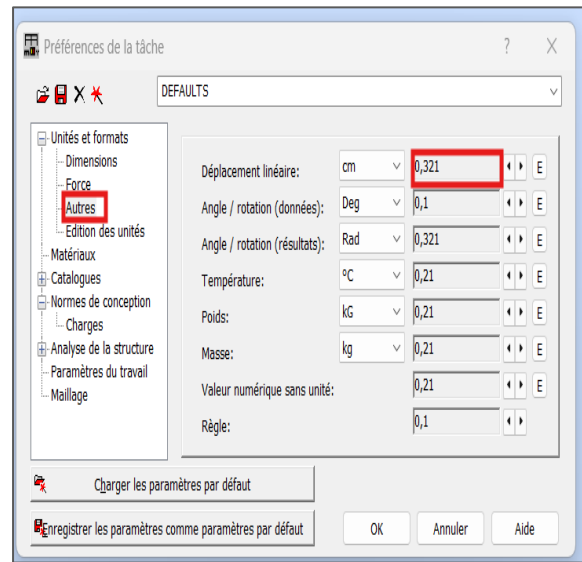 Préférences de la tâche
DEFAULTS
Unités et formats
Dimensions
Force
Autres
Edition des unités
Matériaux
Catalogues
Normes de conception
Charges
Analyse de la structure
Paramètres du travail
Maillage
Déplacement linéaire: cm 0,321 E
Angle / rotation (données): Deg 0,1 E
Angle / rotation (résultats): Rad 0,321 E
Température: °C 0,21 E
Poids: kG 0,21 E
Masse: kg 0,21 E
Valeur numérique sans unité: 0,21 E
Règle: 0,1
Charger les paramètres par défaut
Enregistrer les paramètres comme paramètres par défaut
OK Annuler Aide